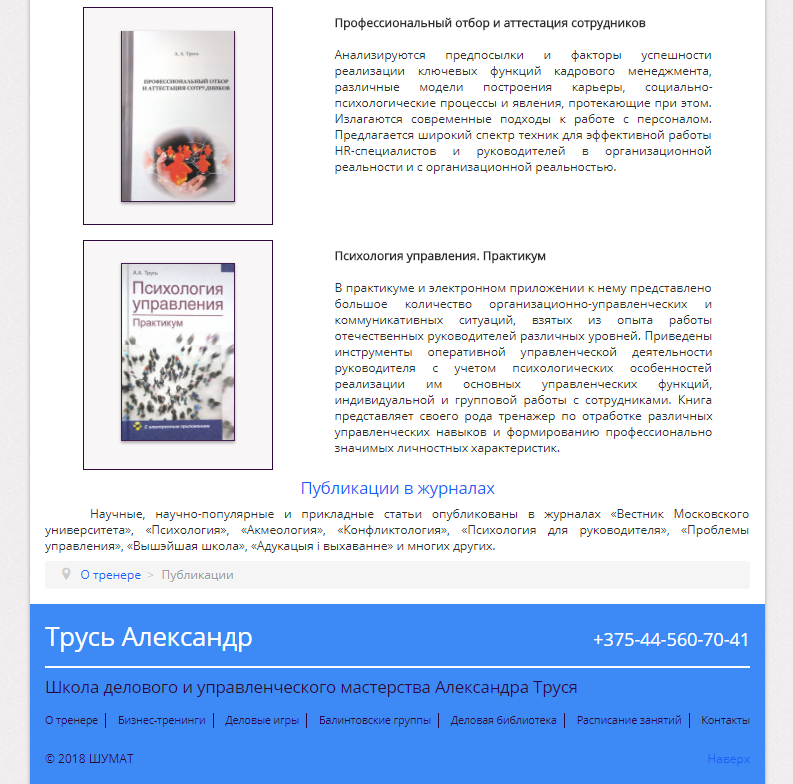 А. А. Трусь
ПРОФЕССИОНАЛЬНЫЙ ОТБОР
И АТТЕСТАЦИЯ СОТРУДНИКОВ
Профессиональный отбор и аттестация сотрудников
Анализируются предпосылки и факторы успешности
реализации ключевых функций кадрового менеджмента,
различные модели построения карьеры, социально-
психологические процессы и явления, протекающие при этом.
Излагаются современные подходы к работе с персоналом.
Предлагается широкий спектр техник для эффективной работы
HR-специалистов и руководителей в организационной
реальности и с организационной реальностью.
А.А. Трусь
Психология
управления
Практикум
С электронным приложением
Психология управления. Практикум
В практикуме и электронном приложении к нему представлено
большое количество организационно-управленческих и
коммуникативных ситуаций, взятых из опыта работы
отечественных руководителей различных уровней. Приведены
инструменты оперативной управленческой деятельности
руководителя с учетом психологических особенностей
реализации им основных управленческих функций,
индивидуальной и групповой работы с сотрудниками. Книга
представляет своего рода тренажер по отработке различных
управленческих навыков и формированию профессионально
значимых личностных характеристик.
Публикации в журналах
Научные, научно-популярные и прикладные статьи опубликованы в журналах «Вестник Московского
университета», «Психология», «Акмеология», «Конфликтология», «Психология для руководителя», «Проблемы
управления», «Вышэйшая школа», «Адукацыя і выхаванне» и многих других.
О тренере > Публикации
Трусь Александр +375-44-560-70-41
Школа делового и управленческого мастерства Александра Труся
О тренере | Бизнес-тренинги | Деловые игры | Балинтовские группы | Деловая библиотека | Расписание занятий | Контакты
© 2018 ШУМАТ Наверх